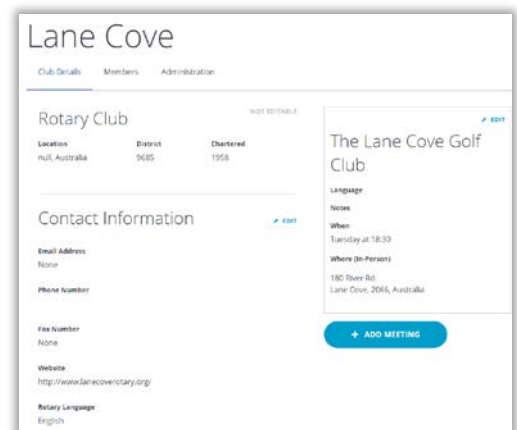 Lane Cove
Club Details Members Administration
Rotary Club
NOT EDITABLE
Location District Chartered
null, Australia 9685 1958
Contact Information
EDIT
Email Address
None
Phone Number
Fax Number
None
Website
http://www.lanecoverotary.org/
Rotary Language
English
EDIT
The Lane Cove Golf
Club
Language
Notes
When
Tuesday at 18:30
Where (In-Person)
180 River Rd.
Lane Cove, 2066, Australia
+ ADD MEETING